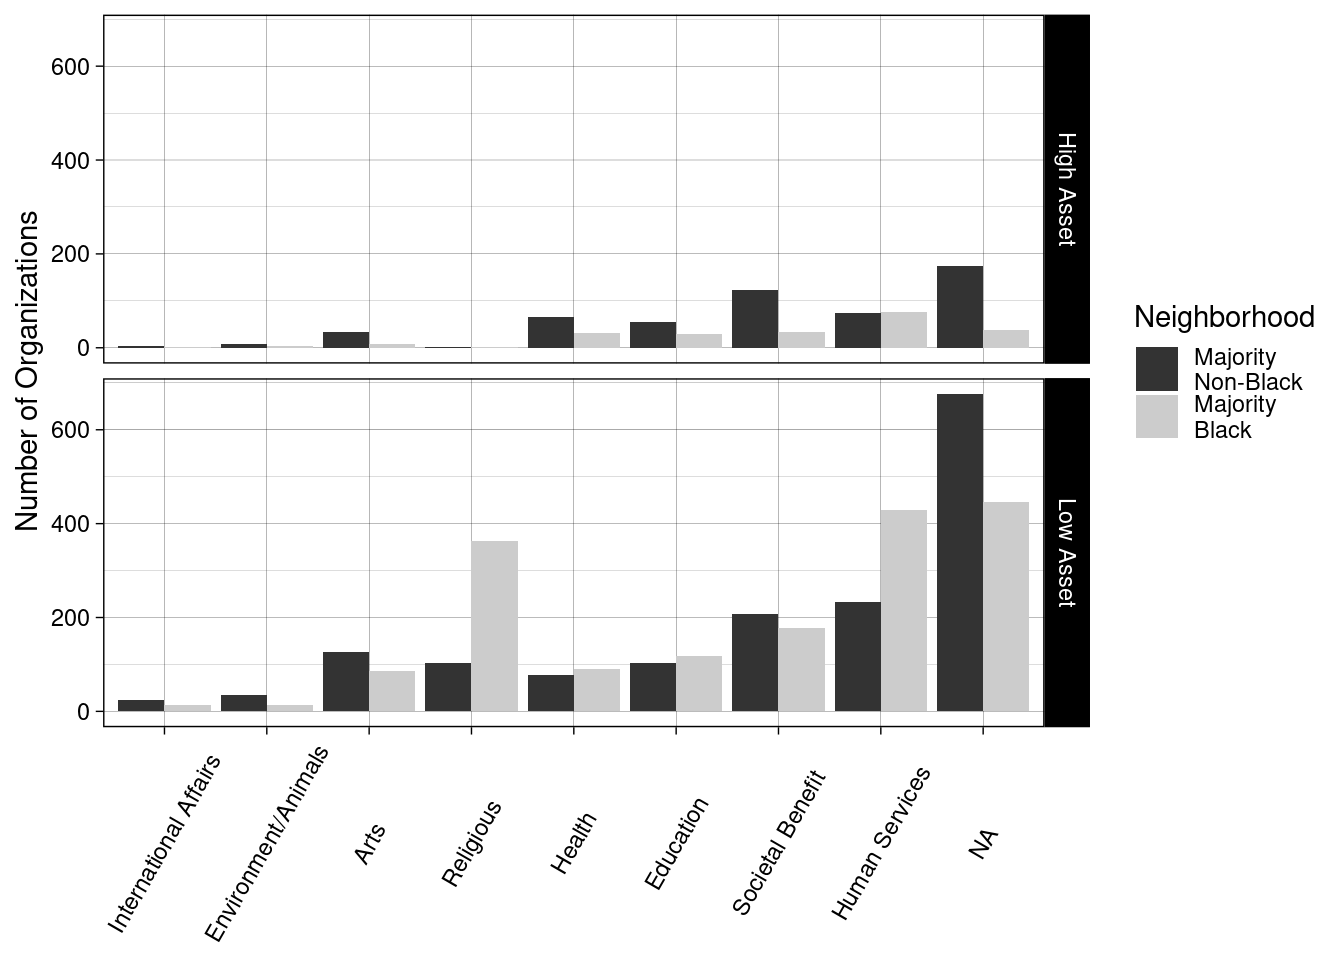 Number of Organizations
600
400
200
0
High Asset
600
400
200
0
Low Asset
International Affairs
Environment/Animals
Arts
Religious
Health
Education
Societal Benefit
Human Services
NA
Neighborhood
Majority
Non-Black
Majority
Black